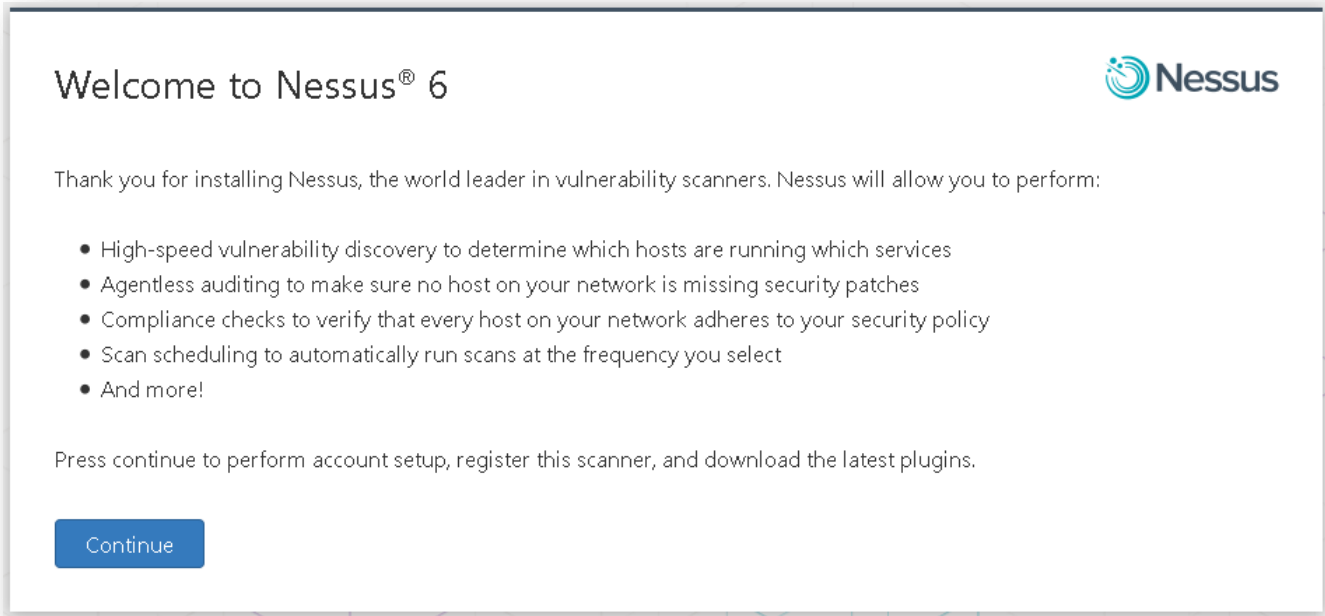 Welcome to Nessus® 6
Nessus
Thank you for installing Nessus, the world leader in vulnerability scanners. Nessus will allow you to perform:
• High-speed vulnerability discovery to determine which hosts are running which services
• Agentless auditing to make sure no host on your network is missing security patches
• Compliance checks to verify that every host on your network adheres to your security policy
• Scan scheduling to automatically run scans at the frequency you select
• And more!
Press continue to perform account setup, register this scanner, and download the latest plugins.
Continue